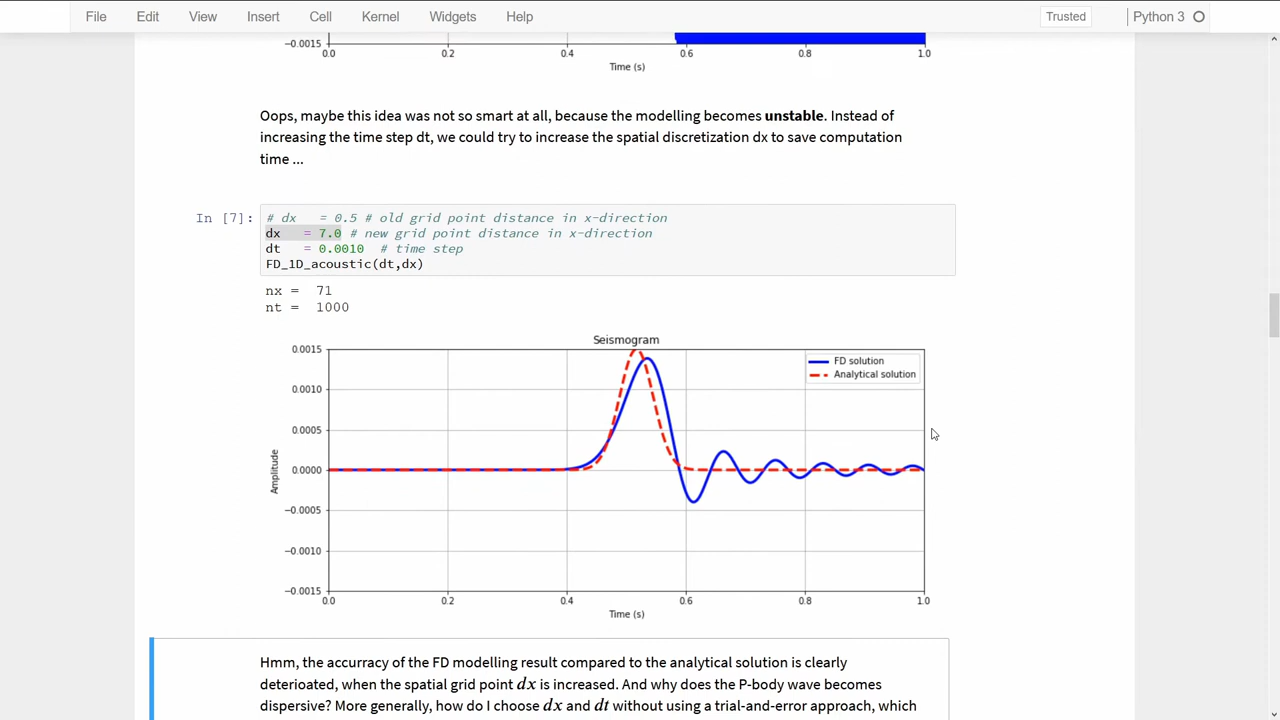 File Edit View Insert Cell Kernel Widgets Help Trusted Python 3
−0.0015
0.0 0.2 0.4 0.6 0.8 1.0
Time (s)
Oops, maybe this idea was not so smart at all, because the modelling becomes unstable. Instead of
increasing the time step dt, we could try to increase the spatial discretization dx to save computation
time ...
In [7]:
# dx = 0.5 # old grid point distance in x-direction
dx = 7.0 # new grid point distance in x-direction
dt = 0.0010 # time step
FD_1D_acoustic(dt,dx)
nx = 71
nt = 1000
Seismogram
0.0015
0.0010
0.0005
0.0000
−0.0005
−0.0010
−0.0015
Amplitude
FD solution
Analytical solution
0.0 0.2 0.4 0.6 0.8 1.0
Time (s)
Hmm, the accurracy of the FD modelling result compared to the analytical solution is clearly
deterioated, when the spatial grid point dx is increased. And why does the P-body wave becomes
dispersive? More generally, how do I choose dx and dt without using a trial-and-error approach, which